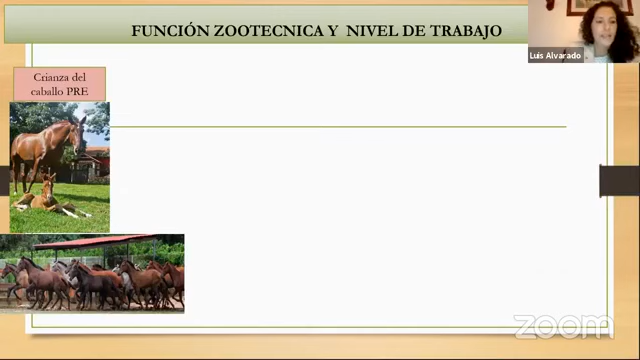 FUNCIÓN ZOOTECNICA Y NIVEL DE TRABAJO
Luis Alvarado
Crianza del
caballo PRE
zoom